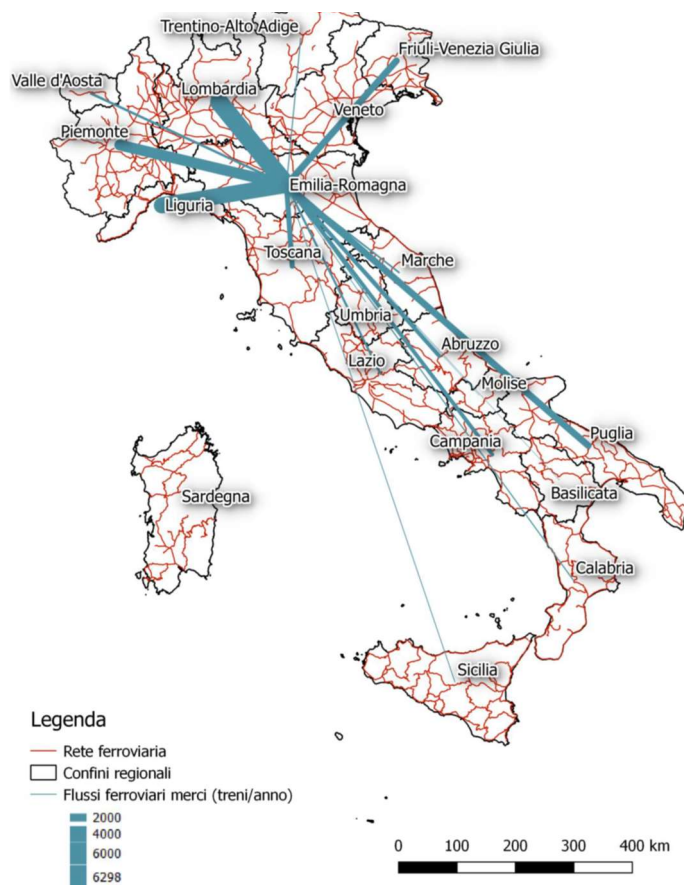 Trentino-Alto Adige
Friuli-Venezia Giulia
Valle d'Aosta
Lombardia
Veneto
Piemonte
Emilia-Romagna
Liguria
Toscana
Marche
Umbria
Abruzzo
Lazio
Molise
Campania
Puglia
Basilicata
Sardegna
Calabria
Sicilia
Legenda
Rete ferroviaria
Confini regionali
Flussi ferroviari merci (treni/anno)
2000
4000
6000
6298
0 100 200 300 400 km